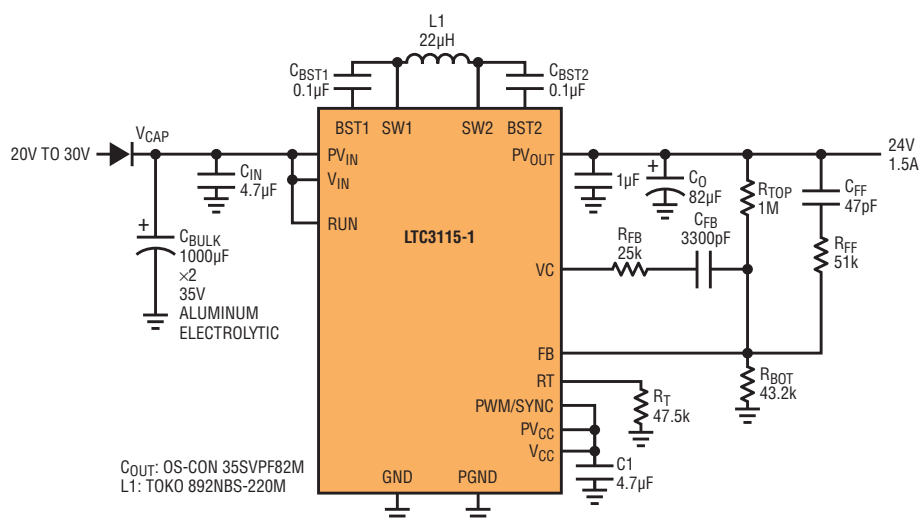 L1
22µH
CBST1
0.1µF
CBST2
0.1µF
BST1 SW1 SW2 BST2
20V TO 30V
VCAP
PVIN
VIN
RUN
CIN
4.7µF
CBULK
1000µF
×2
35V
ALUMINUM
ELECTROLYTIC
LTC3115-1
PVOUT
24V
1.5A
1µF
CO
82µF
RTOP
1M
CFF
47pF
CFB
3300pF
RFB
25k
RFF
51k
VC
FB
RT
PWM/SYNC
PVCC
VCC
RT
47.5k
RBOT
43.2k
C1
4.7µF
GND PGND
COUT: OS-CON 35SVPF82M
L1: TOKO 892NBS-220M